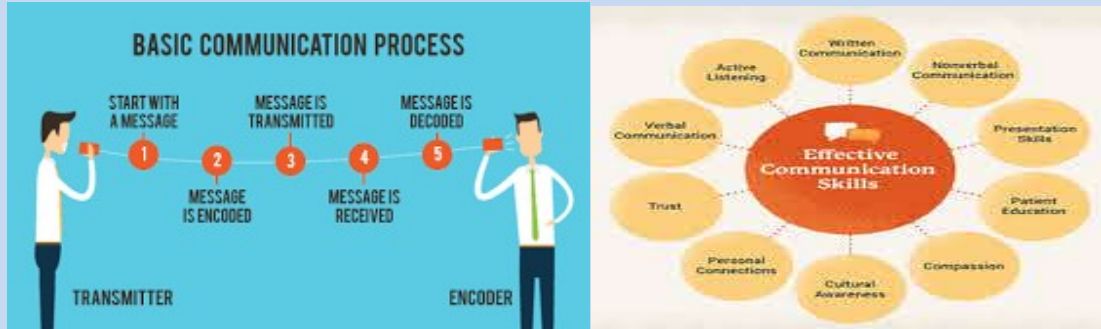 BASIC COMMUNICATION PROCESS
START WITH
A MESSAGE
MESSAGE IS
TRANSMITTED
MESSAGE IS
DECODED
1
2
3
4
5
MESSAGE
IS ENCODED
MESSAGE IS
RECEIVED
TRANSMITTER
ENCODER
Written
Communication
Active
Listening
Nonverbal
Communication
Verbal
Communication
Presentation
Skills
Effective
Communication
Skills
Trust
Patient
Education
Personal
Connections
Compassion
Cultural
Awareness